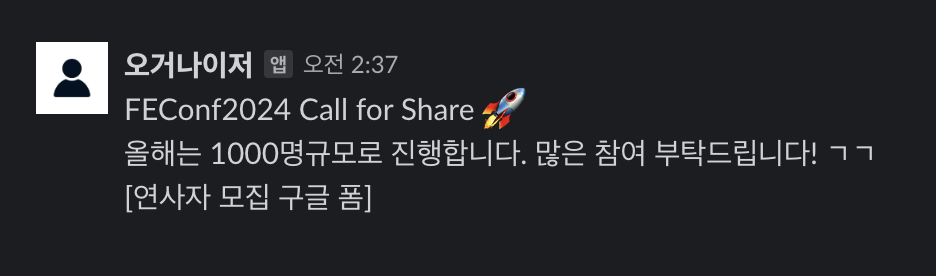 오거나이저 앱 오전 2:37
FEConf2024 Call for Share 🚀
올해는 1000명규모로 진행합니다. 많은 참여 부탁드립니다! ㄱㄱ
[연사자 모집 구글 폼]